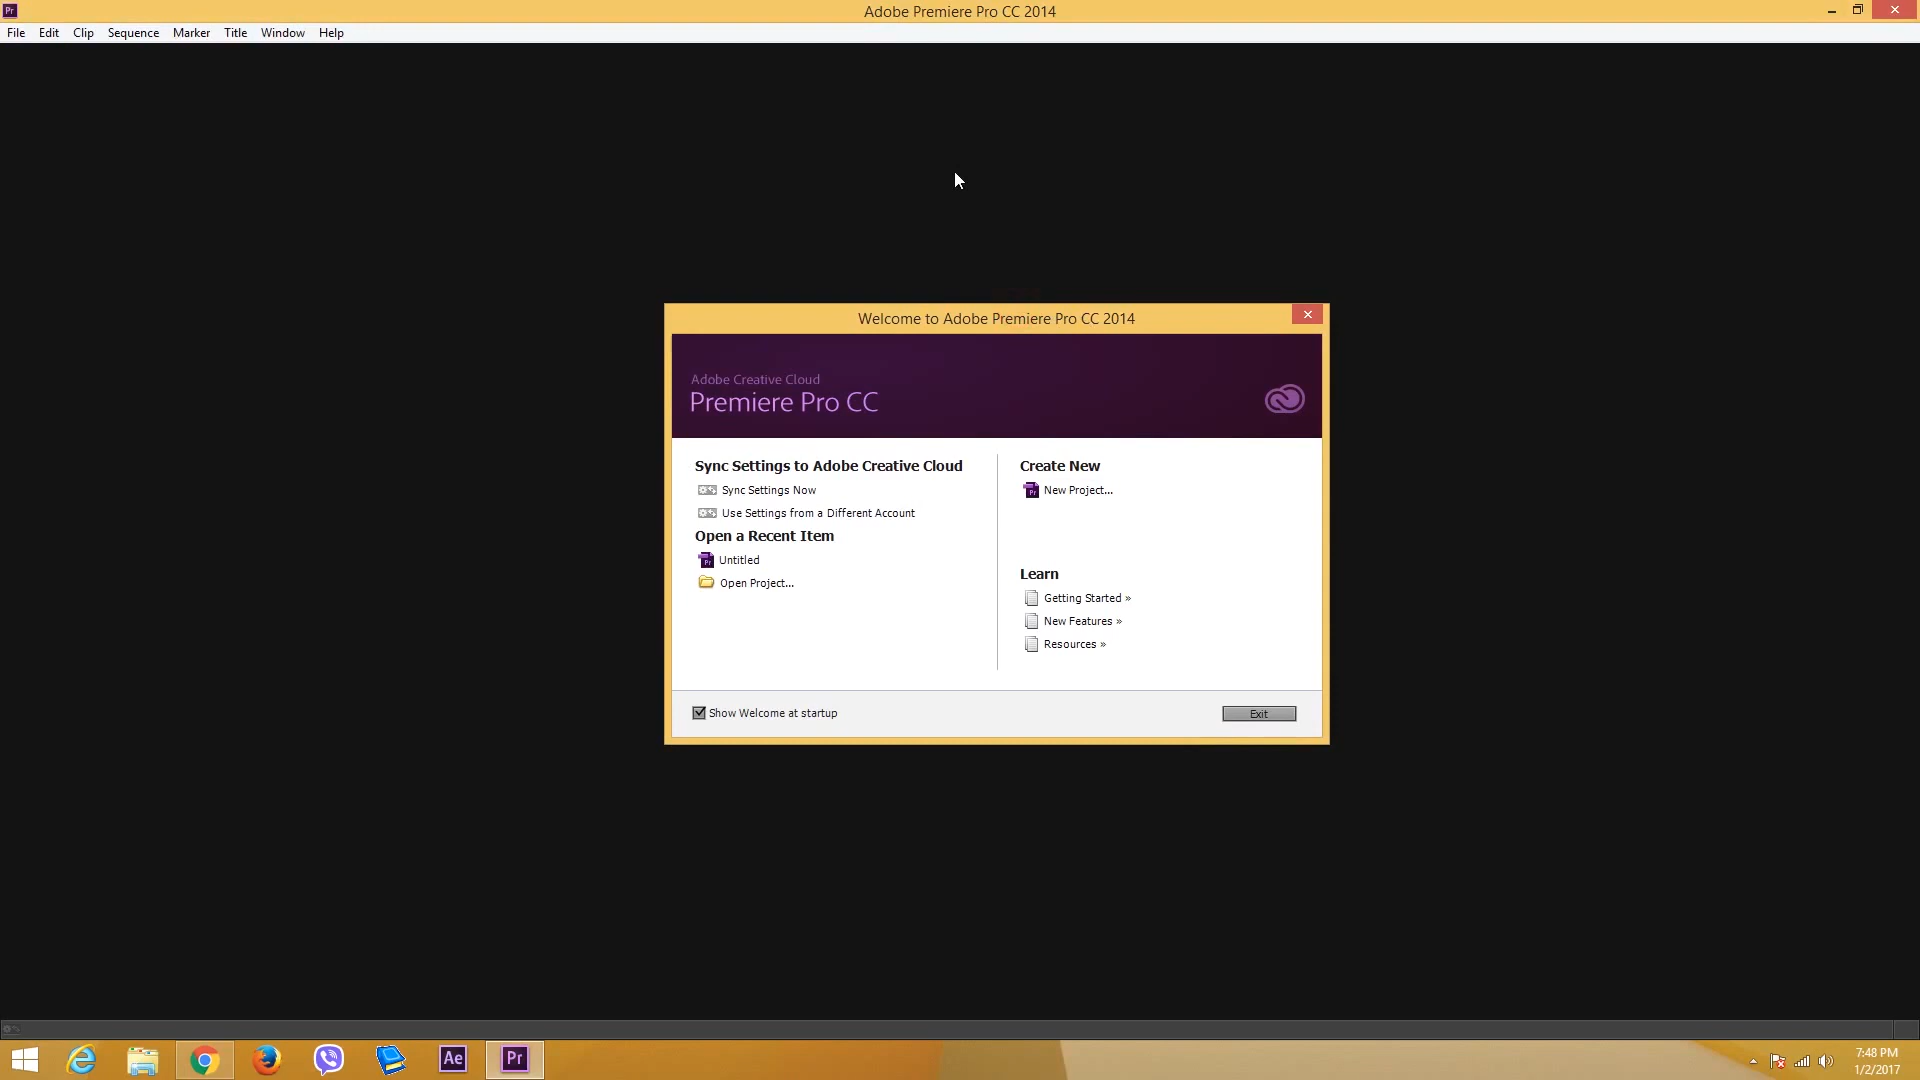 Pr
Adobe Premiere Pro CC 2014
File Edit Clip Sequence Marker Title Window Help
Welcome to Adobe Premiere Pro CC 2014
Adobe Creative Cloud
Premiere Pro CC
Sync Settings to Adobe Creative Cloud
Sync Settings Now
Use Settings from a Different Account
Open a Recent Item
Pr Untitled
Open Project...
Create New
Pr New Project...
Learn
Getting Started »
New Features »
Resources »
Show Welcome at startup
Exit
Ae Pr
7:48 PM
1/2/2017